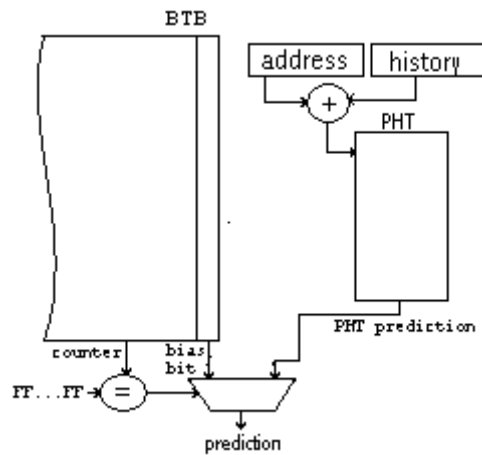 BTB
address
history
+
PHT
PHT prediction
counter
bias
bit
FF...FF
=
prediction